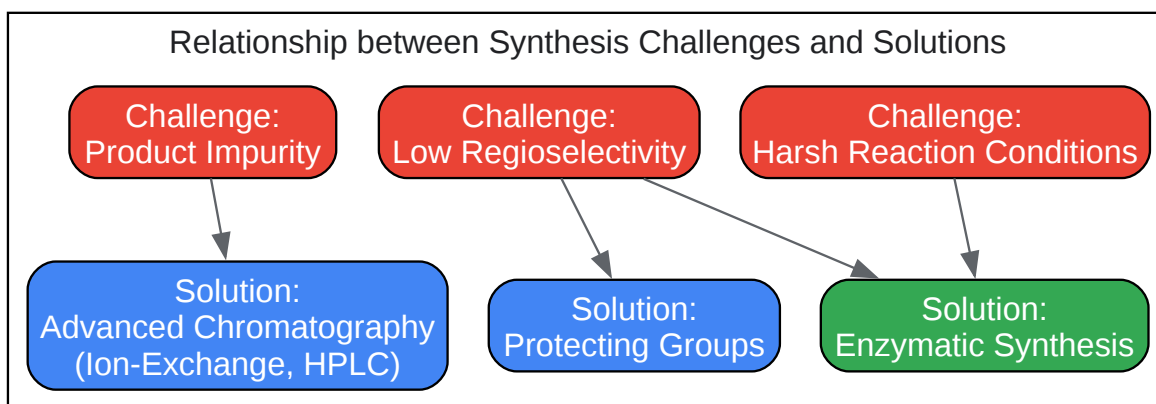 Relationship between Synthesis Challenges and Solutions
Challenge:
Product Impurity
Challenge:
Low Regioselectivity
Challenge:
Harsh Reaction Conditions
Solution:
Advanced Chromatography
(Ion-Exchange, HPLC)
Solution:
Protecting Groups
Solution:
Enzymatic Synthesis